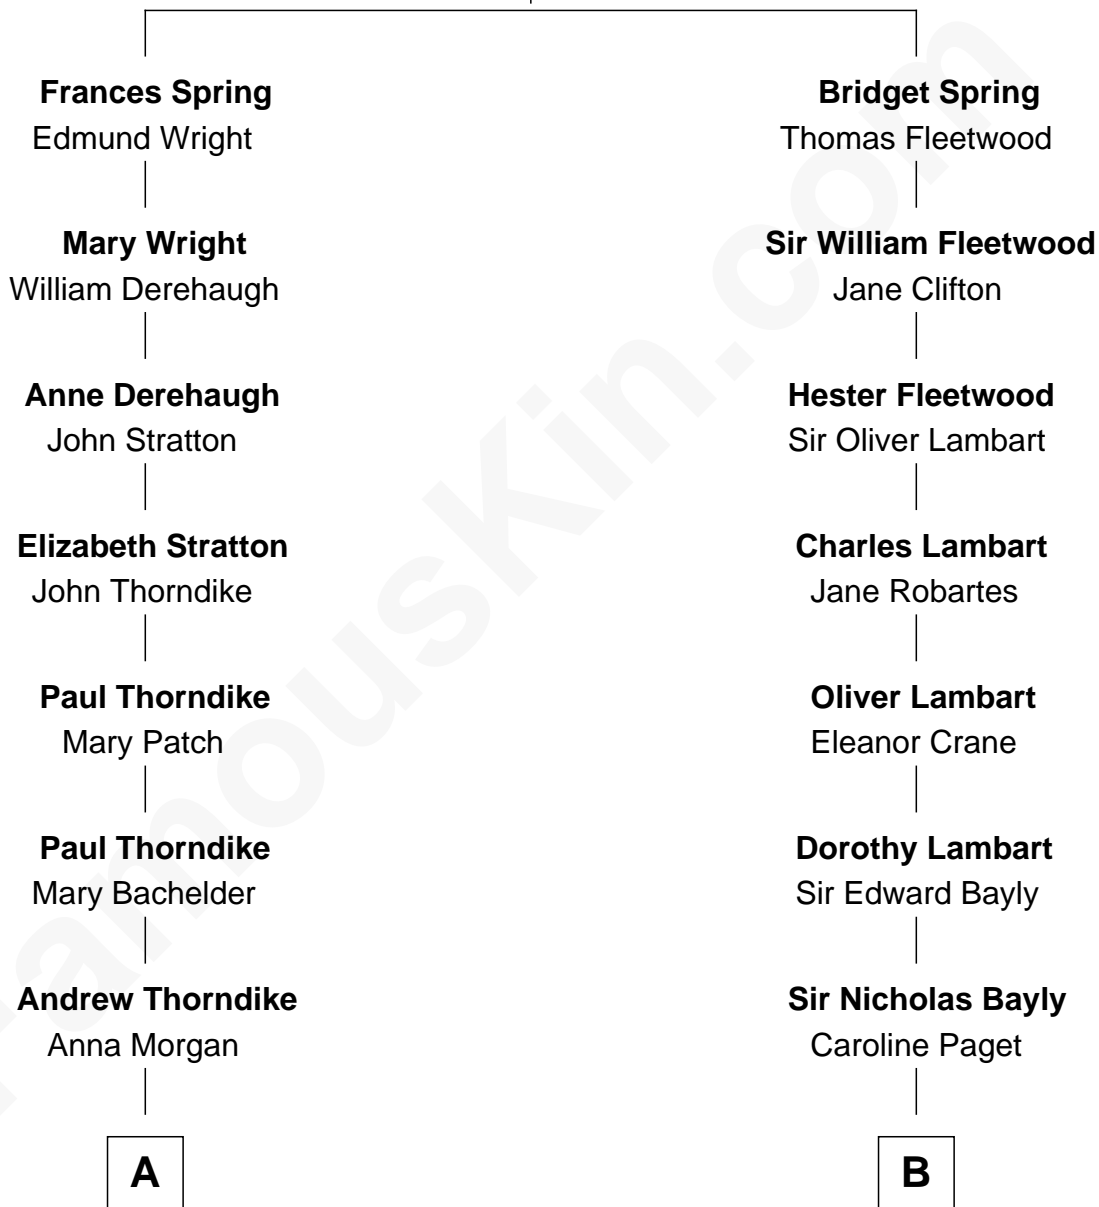 Frances Spring
Edmund Wright
Mary Wright
William Derehaugh
Anne Derehaugh
John Stratton
Elizabeth Stratton
John Thorndike
Paul Thorndike
Mary Patch
Paul Thorndike
Mary Bachelder
Andrew Thorndike
Anna Morgan
A
Bridget Spring
Thomas Fleetwood
Sir William Fleetwood
Jane Clifton
Hester Fleetwood
Sir Oliver Lambart
Charles Lambart
Jane Robartes
Oliver Lambart
Eleanor Crane
Dorothy Lambart
Sir Edward Bayly
Sir Nicholas Bayly
Caroline Paget
B
FamousKin.com